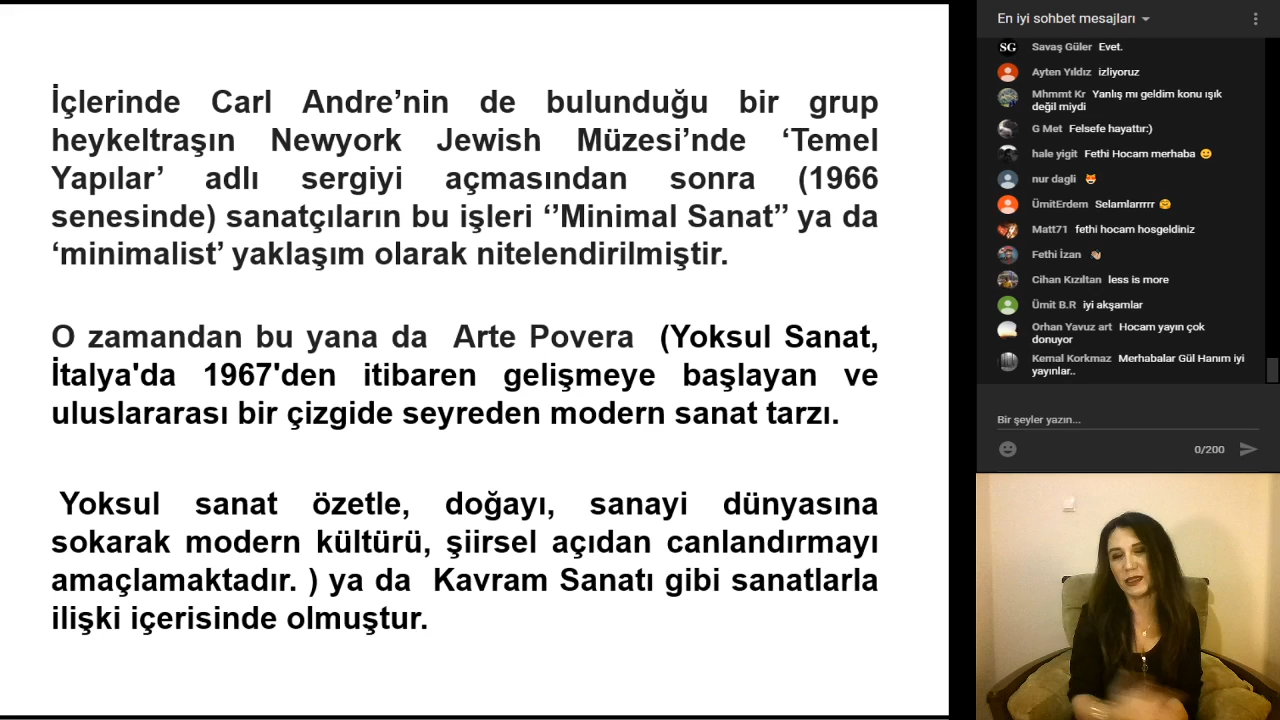 İçlerinde Carl Andre’nin de bulunduğu bir grup
heykeltraşın Newyork Jewish Müzesi’nde ‘Temel
Yapılar’ adlı sergiyi açmasından sonra (1966
senesinde) sanatçıların bu işleri ‘’Minimal Sanat’’ ya da
‘minimalist’ yaklaşım olarak nitelendirilmiştir.
O zamandan bu yana da Arte Povera (Yoksul Sanat,
İtalya'da 1967'den itibaren gelişmeye başlayan ve
uluslararası bir çizgide seyreden modern sanat tarzı.
Yoksul sanat özetle, doğayı, sanayi dünyasına
sokarak modern kültürü, şiirsel açıdan canlandırmayı
amaçlamaktadır. ) ya da Kavram Sanatı gibi sanatlarla
ilişki içerisinde olmuştur.
En iyi sohbet mesajları
SG Savaş Güler Evet.
Ayten Yıldız izliyoruz
Mhmmt Kr Yanlış mı geldim konu ışık
değil miydi
G Met Felsefe hayattır:)
hale yigit Fethi Hocam merhaba 🙂
nur dagli 😻
ÜmitErdem Selamlarrrrr 🤗
Matt71 fethi hocam hosgeldiniz
Fethi İzan 👋🏼
Cihan Kızıltan less is more
Ümit B.R iyi akşamlar
Orhan Yavuz art Hocam yayın çok
donuyor
Kemal Korkmaz Merhabalar Gül Hanım iyi
yayınlar..
Bir şeyler yazın...
0/200